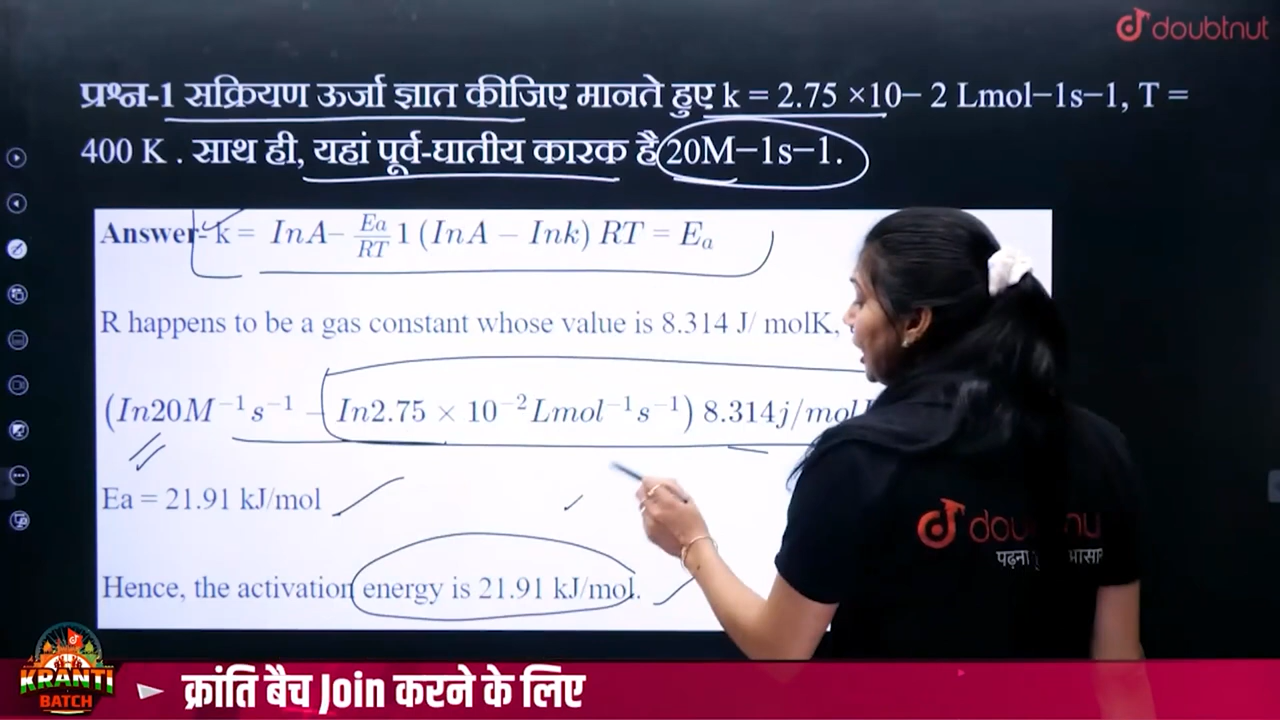 doubtnut
प्रश्न-1 सक्रियण ऊर्जा ज्ञात कीजिए मानते हुए k = 2.75 ×10– 2 Lmol−1s−1, T =
400 K . साथ ही, यहां पूर्व-घातीय कारक है 20M−1s−1.
Answer- k = InA– Ea/RT 1 (InA − Ink) RT = Ea
R happens to be a gas constant whose value is 8.314 J/ molK,
(In20M⁻¹s⁻¹ – In2.75 × 10⁻²Lmol⁻¹s⁻¹) 8.314j/mol
Ea = 21.91 kJ/mol
Hence, the activation energy is 21.91 kJ/mol.
पढ़ना
KRANTI
BATCH
क्रांति बैच Join करने के लिए